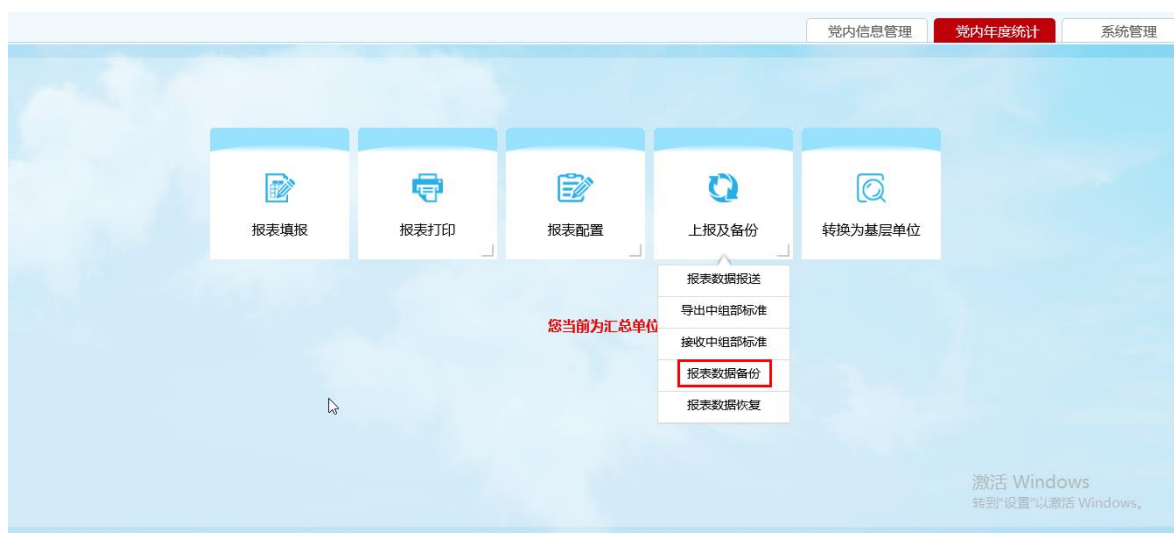 党内信息管理 党内年度统计 系统管理
报表填报 报表打印 报表配置 上报及备份 转换为基层单位
报表数据报送
导出中组部标准
您当前为汇总单位
接收中组部标准
报表数据备份
报表数据恢复
激活 Windows
转到"设置"以激活 Windows。